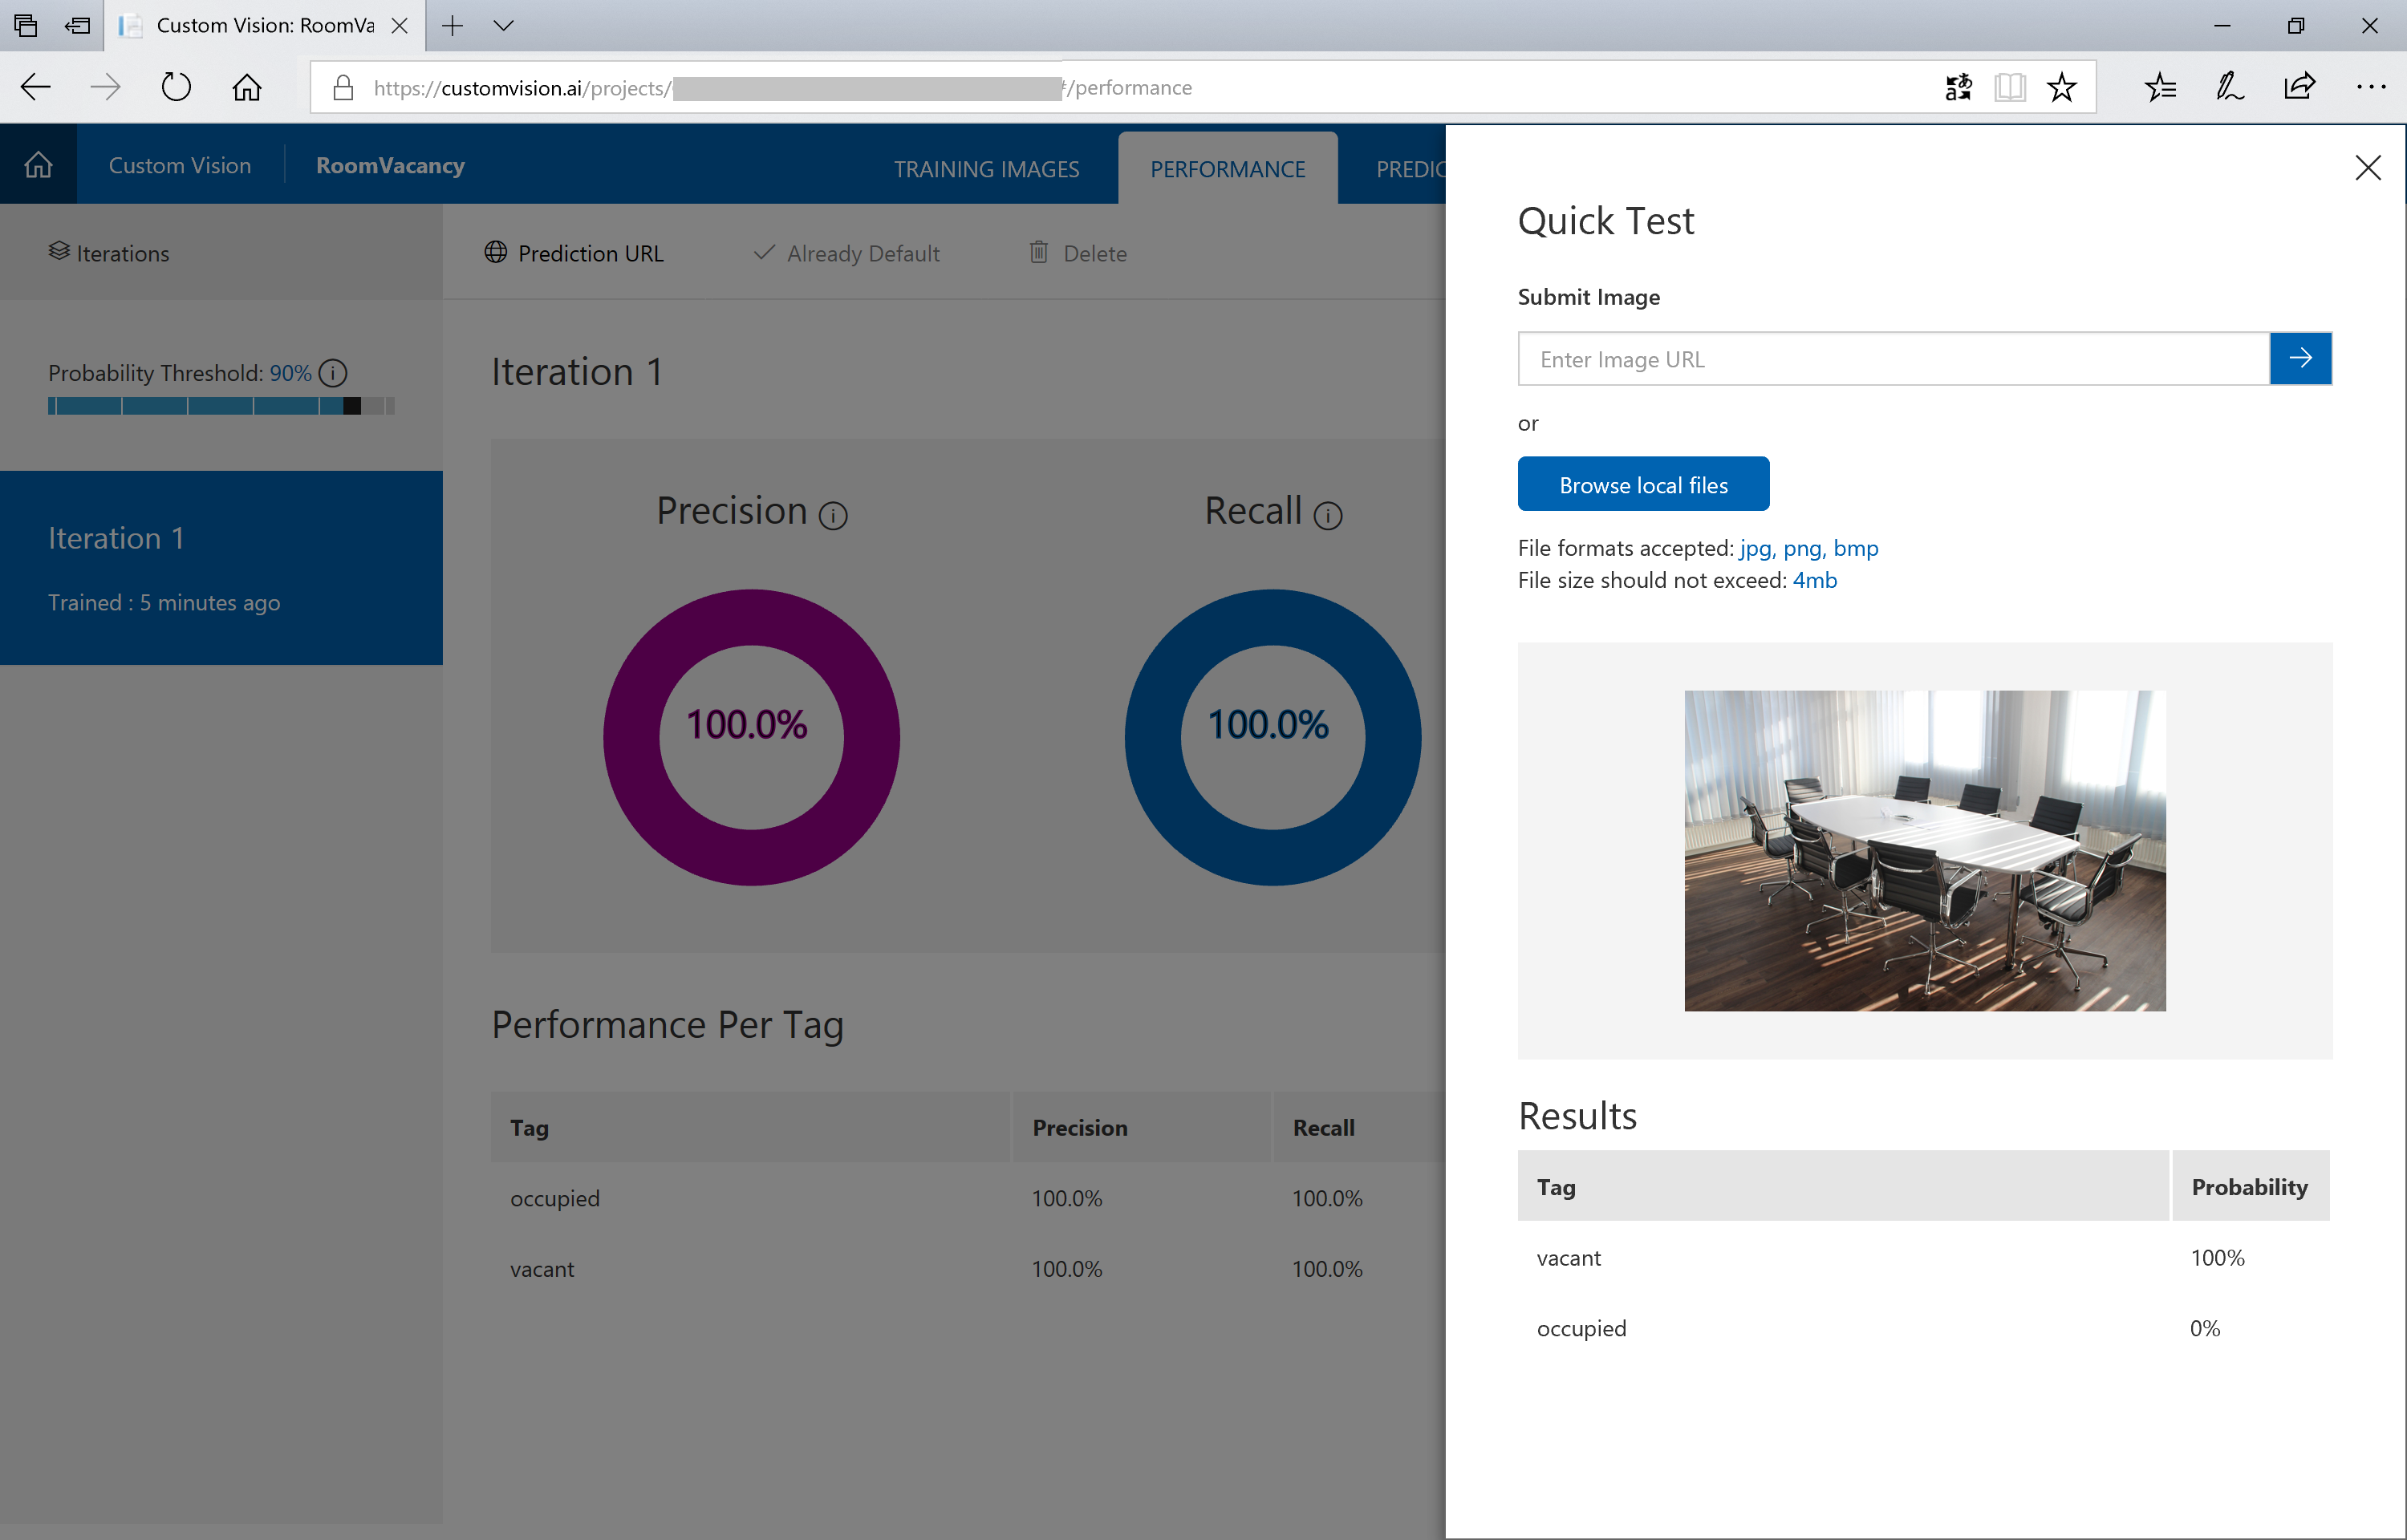 Custom Vision: RoomVa
https://customvision.ai/projects/
/performance
Custom Vision
RoomVacancy
TRAINING IMAGES
PERFORMANCE
PREDIC
Iterations
Prediction URL
Already Default
Delete
Probability Threshold: 90%
Iteration 1
Trained : 5 minutes ago
Iteration 1
Precision
Recall
100.0%
100.0%
Performance Per Tag
Tag Precision Recall
occupied 100.0% 100.0%
vacant 100.0% 100.0%
Quick Test
Submit Image
Enter Image URL
or
Browse local files
File formats accepted: jpg, png, bmp
File size should not exceed: 4mb
Results
Tag Probability
vacant 100%
occupied 0%